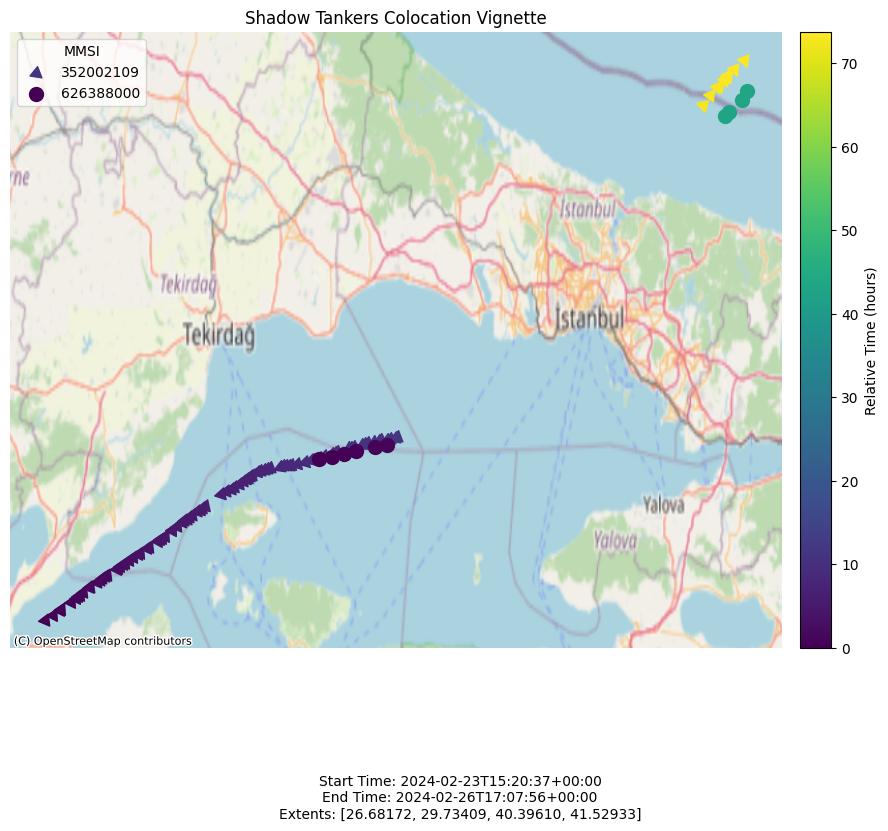 Shadow Tankers Colocation Vignette
MMSI
352002109
626388000
rne
Tekirdağ
Tekirdağ
İstanbul
İstanbul
Yalova
Yalova
(C) OpenStreetMap contributors
70
60
50
40
30
20
10
0
Relative Time (hours)
Start Time: 2024-02-23T15:20:37+00:00
End Time: 2024-02-26T17:07:56+00:00
Extents: [26.68172, 29.73409, 40.39610, 41.52933]